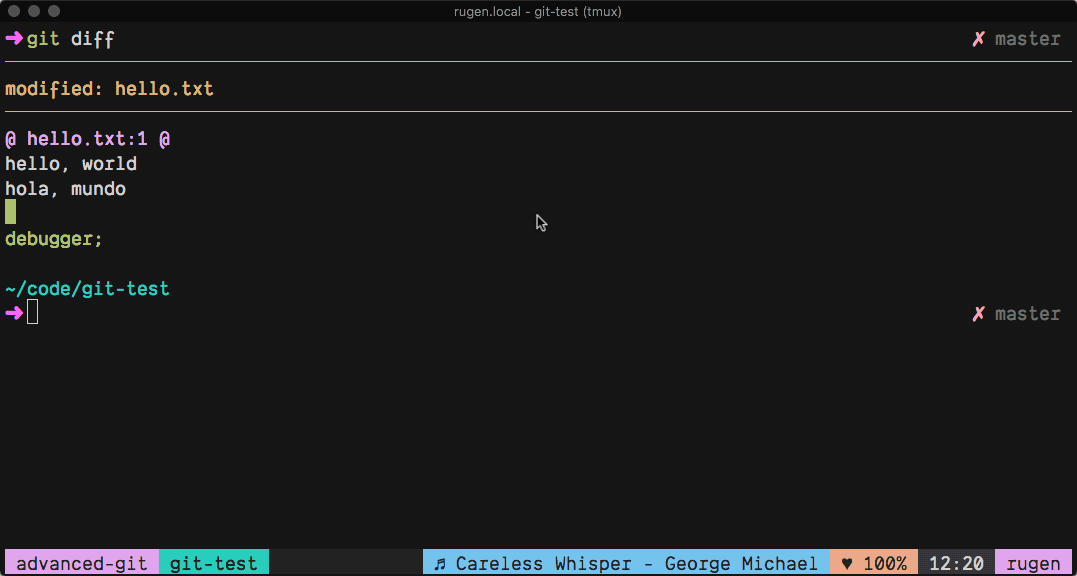 rugen.local - git-test (tmux)
➜ git diff ✗ master
modified: hello.txt
@ hello.txt:1 @
hello, world
hola, mundo
debugger;
~/code/git-test
➜ ✗ master
advanced-git git-test ♬ Careless Whisper - George Michael ♥ 100% 12:20 rugen